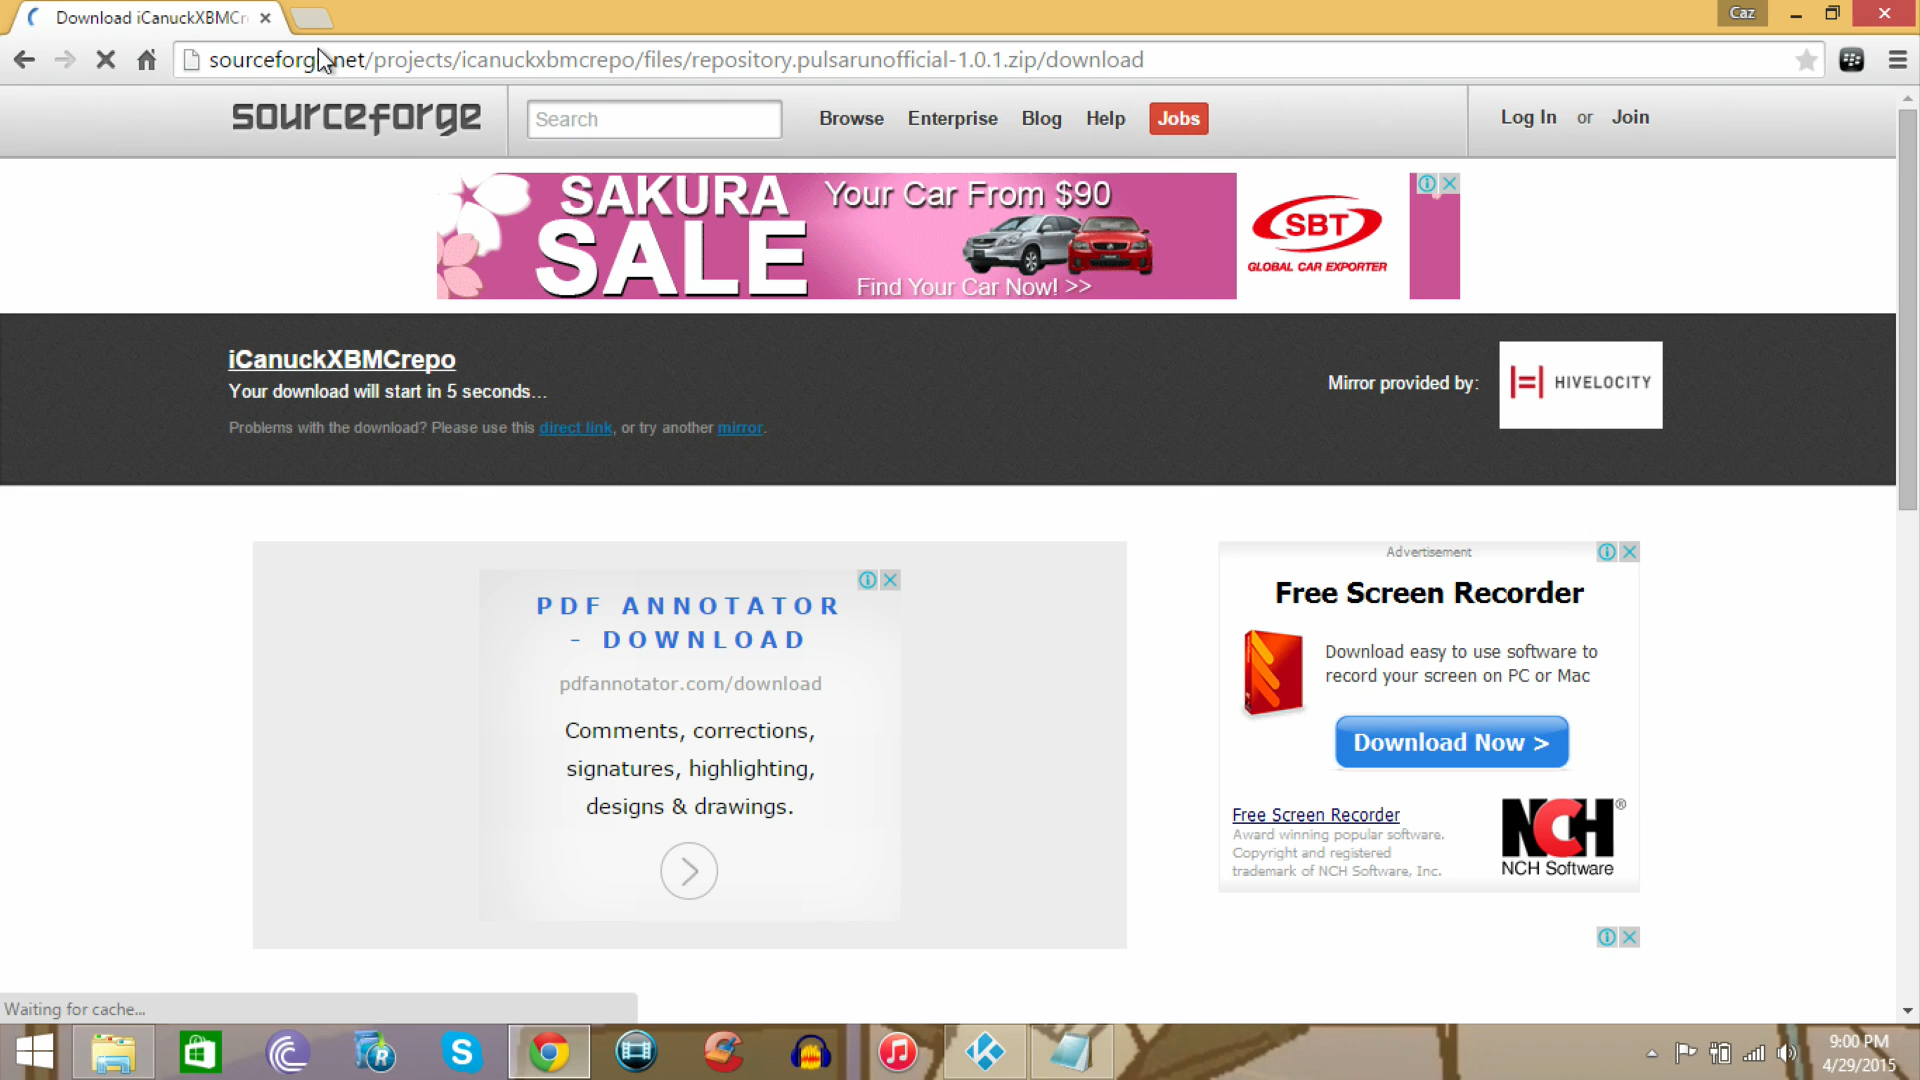 Download iCanuckXBMCr
Caz
sourceforge.net/projects/icanuckxbmcrepo/files/repository.pulsarunofficial-1.0.1.zip/download
sourceforge
Search
Browse Enterprise Blog Help Jobs
Log In or Join
SAKURA
SALE
Your Car From $90
Find Your Car Now! >>
SBT
GLOBAL CAR EXPORTER
iCanuckXBMCrepo
Your download will start in 5 seconds...
Problems with the download? Please use this direct link, or try another mirror.
Mirror provided by:
HIVELOCITY
PDF ANNOTATOR
- DOWNLOAD
pdfannotator.com/download
Comments, corrections,
signatures, highlighting,
designs & drawings.
Advertisement
Free Screen Recorder
Download easy to use software to
record your screen on PC or Mac
Download Now >
Free Screen Recorder
Award winning popular software.
Copyright and registered
trademark of NCH Software, Inc.
NCH®
NCH Software
Waiting for cache...
9:00 PM
4/29/2015